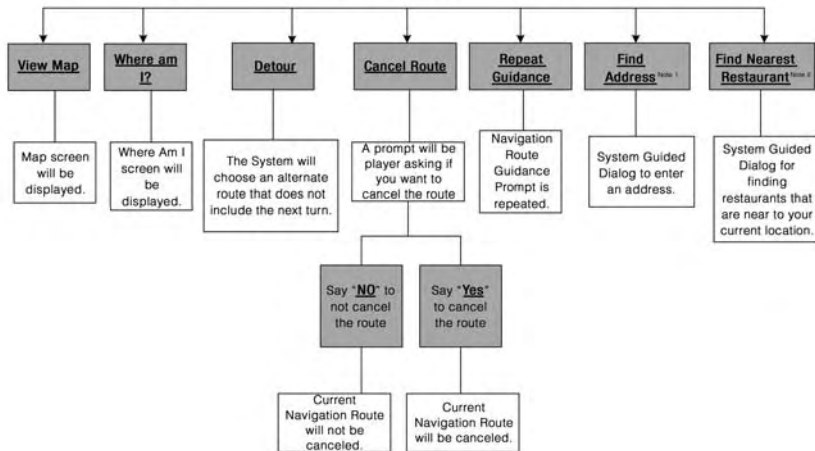 View Map
Where am
I?
Detour
Cancel Route
Repeat
Guidance
Find
Address Note 1
Find Nearest
Restaurant
Map screen
will be
displayed.
Where Am I
screen will
be
displayed.
The System will
choose an alternate
route that does not
include the next turn.
A prompt will be
player asking if
you want to
cancel the route
Navigation
Route
Guidance
Prompt is
repeated.
System Guided
Dialog to enter
an address.
System Guided
Dialog for
finding
restaurants that
are near to your
current location.
Say "NO" to
not cancel
the route
Say "Yes"
to cancel
the route
Current
Navigation Route
will not be
canceled.
Current
Navigation Route
will be canceled.